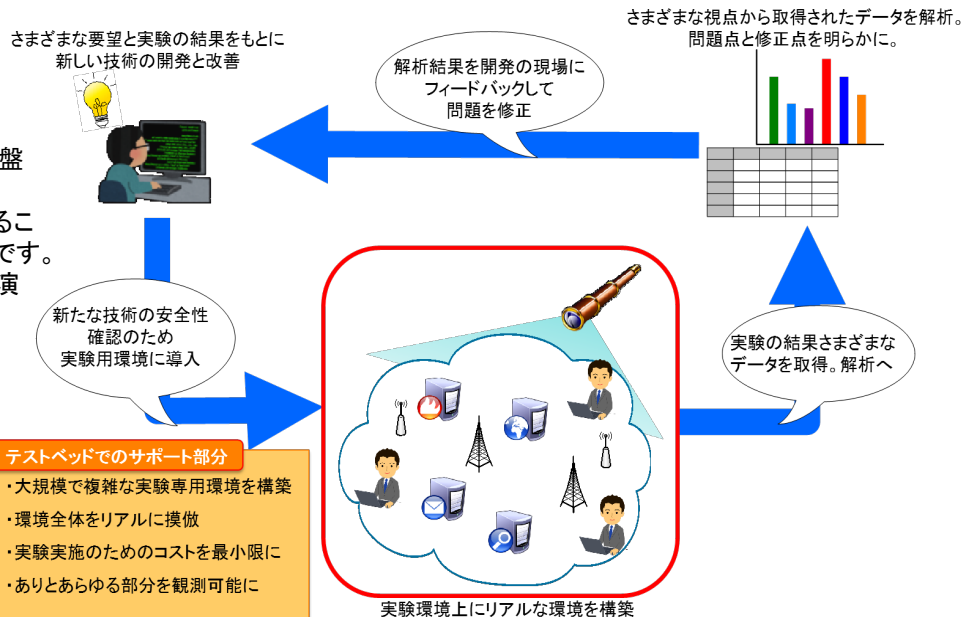 さまざまな要望と実験の結果をもとに
新しい技術の開発と改善
さまざまな視点から取得されたデータを解析。
問題点と修正点を明らかに。
解析結果を開発の現場に
フィードバックして
問題を修正
盤
るこ
です。
演
新たな技術の安全性
確認のため
実験用環境に導入
実験の結果さまざまな
データを取得。解析へ
テストベッドでのサポート部分
・大規模で複雑な実験専用環境を構築
・環境全体をリアルに摸倣
・実験実施のためのコストを最小限に
・ありとあらゆる部分を観測可能に
実験環境上にリアルな環境を構築